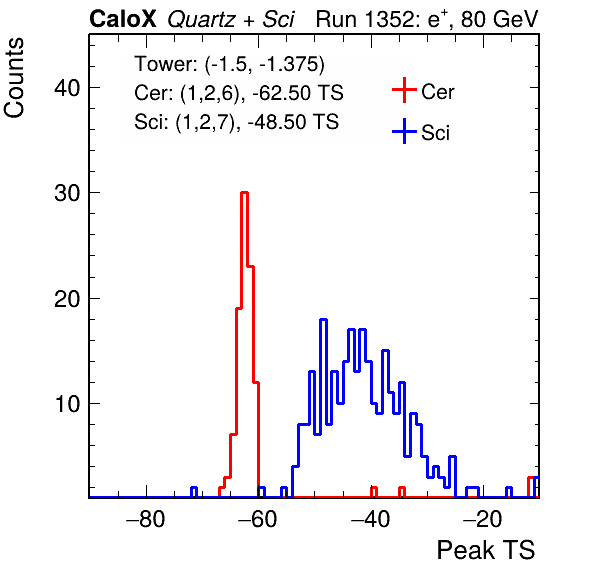 CaloX Quartz + Sci Run 1352: e+, 80 GeV
Counts
Tower: (-1.5, -1.375)
Cer: (1,2,6), -62.50 TS
Sci: (1,2,7), -48.50 TS
Cer
Sci
40
30
20
10
−80 −60 −40 −20
Peak TS